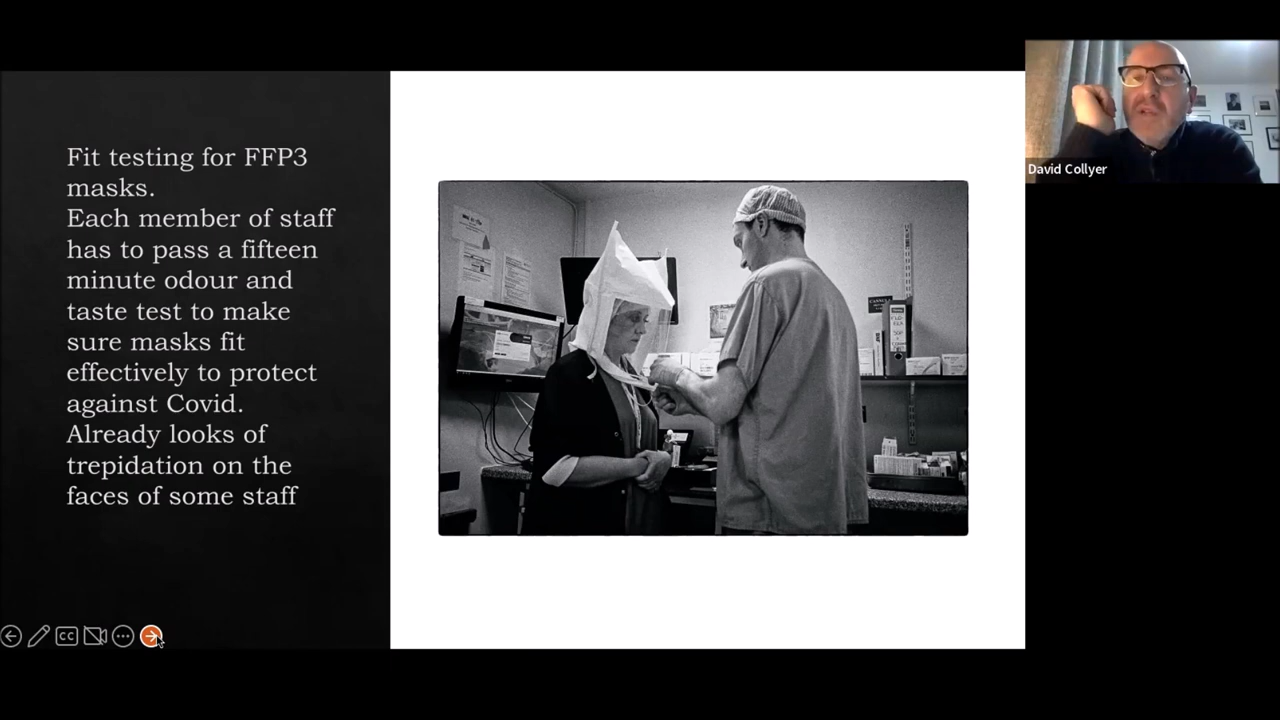 Fit testing for FFP3
masks.
Each member of staff
has to pass a fifteen
minute odour and
taste test to make
sure masks fit
effectively to protect
against Covid.
Already looks of
trepidation on the
faces of some staff
David Collyer
CC